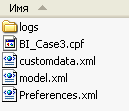 Имя
logs
BI_Case3.cpf
customdata.xml
model.xml
Preferences.xml